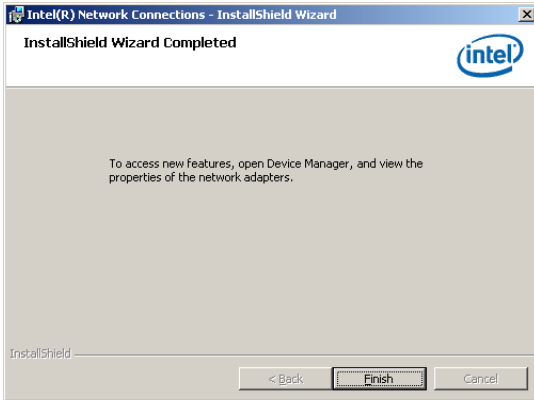 Intel(R) Network Connections - InstallShield Wizard
InstallShield Wizard Completed
intel
To access new features, open Device Manager, and view the
properties of the network adapters.
InstallShield
< Back
Finish
Cancel